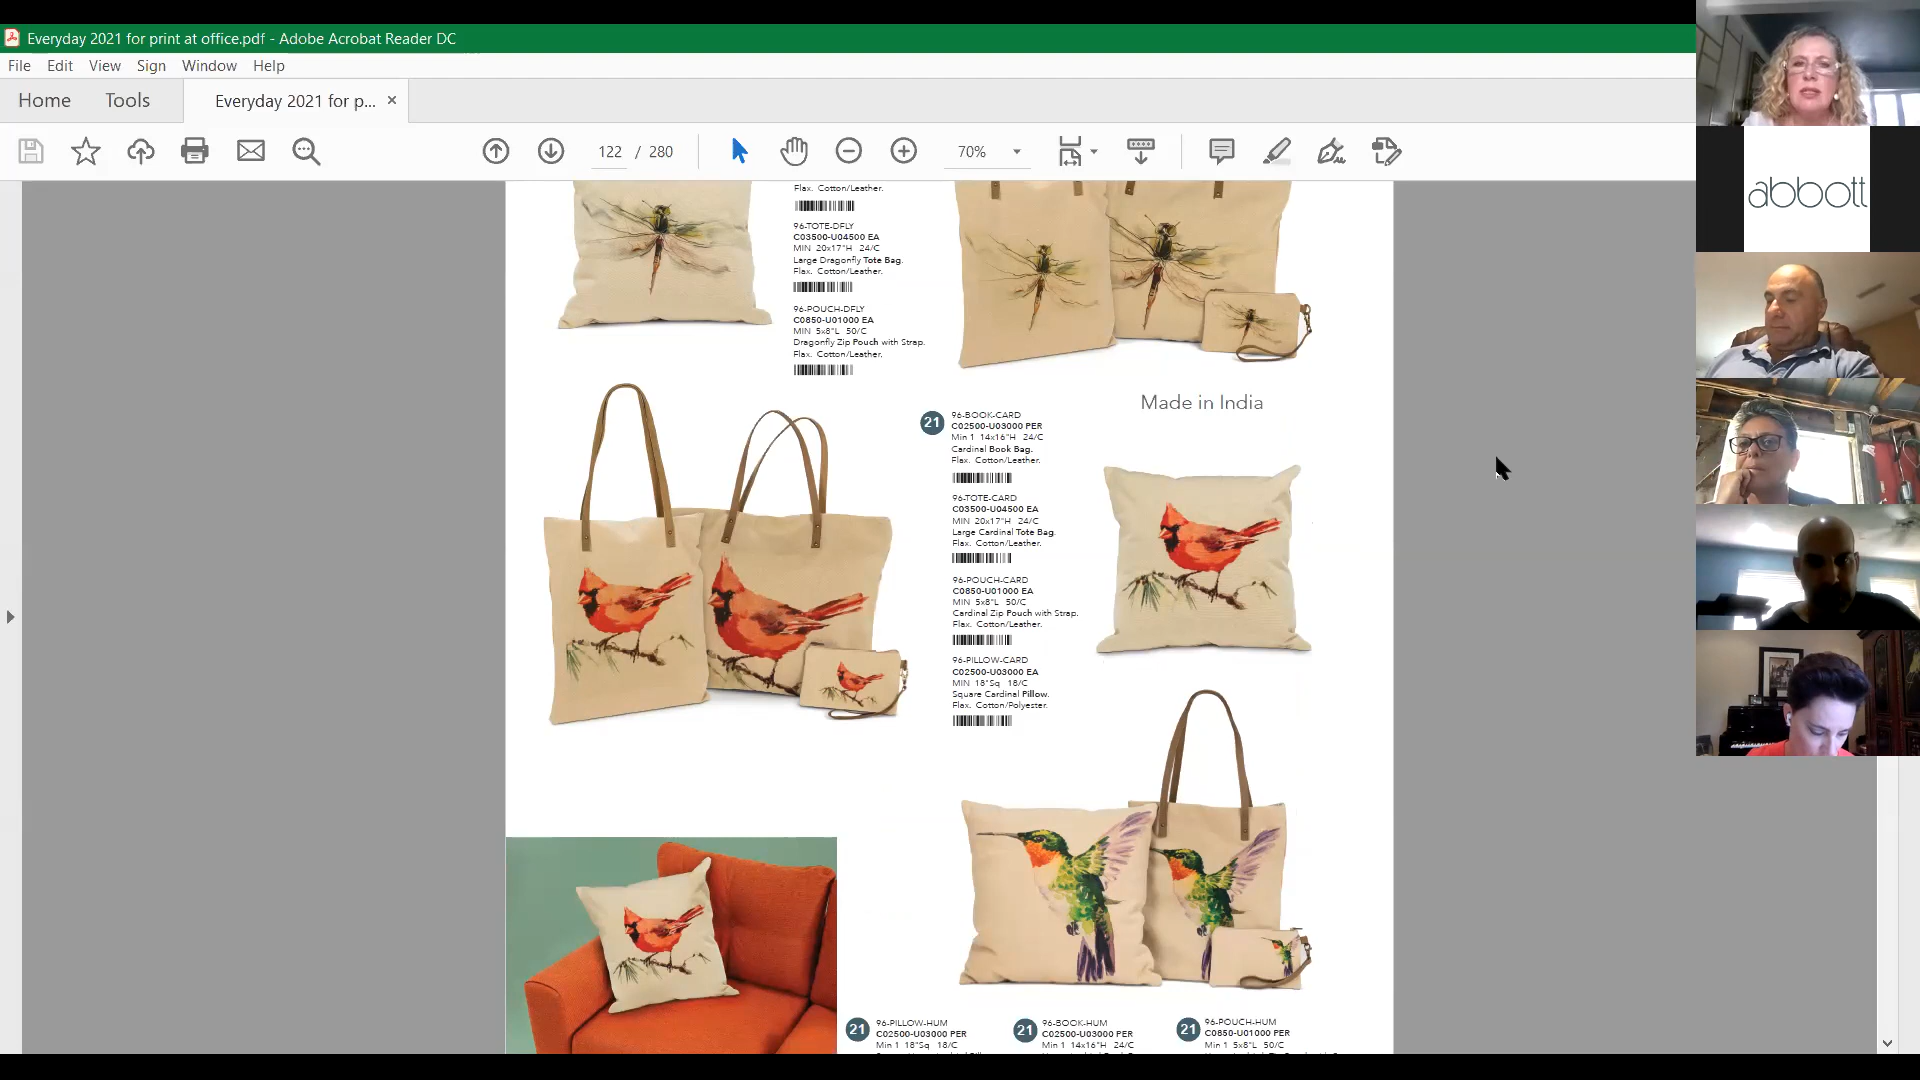 Everyday 2021 for print at office.pdf - Adobe Acrobat Reader DC
File Edit View Sign Window Help
Home Tools Everyday 2021 for p... ×
122 / 280 70%
abbott
Flax. Cotton/Leather.
96-TOTE-DFLY
C03500-U04500 EA
MIN 20x17"H 24/C
Large Dragonfly Tote Bag.
Flax. Cotton/Leather.
96-POUCH-DFLY
C0850-U01000 EA
MIN 5x8"L 50/C
Dragonfly Zip Pouch with Strap.
Flax. Cotton/Leather.
Made in India
21
96-BOOK-CARD
C02500-U03000 PER
Min 1 14x16"H 24/C
Cardinal Book Bag.
Flax. Cotton/Leather.
96-TOTE-CARD
C03500-U04500 EA
MIN 20x17"H 24/C
Large Cardinal Tote Bag.
Flax. Cotton/Leather.
96-POUCH-CARD
C0850-U01000 EA
MIN 5x8"L 50/C
Cardinal Zip Pouch with Strap.
Flax. Cotton/Leather.
96-PILLOW-CARD
C02500-U03000 EA
MIN 18"Sq 18/C
Square Cardinal Pillow.
Flax. Cotton/Polyester.
21
96-PILLOW-HUM
C02500-U03000 PER
Min 1 18"Sq 18/C
21
96-BOOK-HUM
C02500-U03000 PER
Min 1 14x16"H 24/C
21
96-POUCH-HUM
C0850-U01000 PER
Min 1 5x8"L 50/C